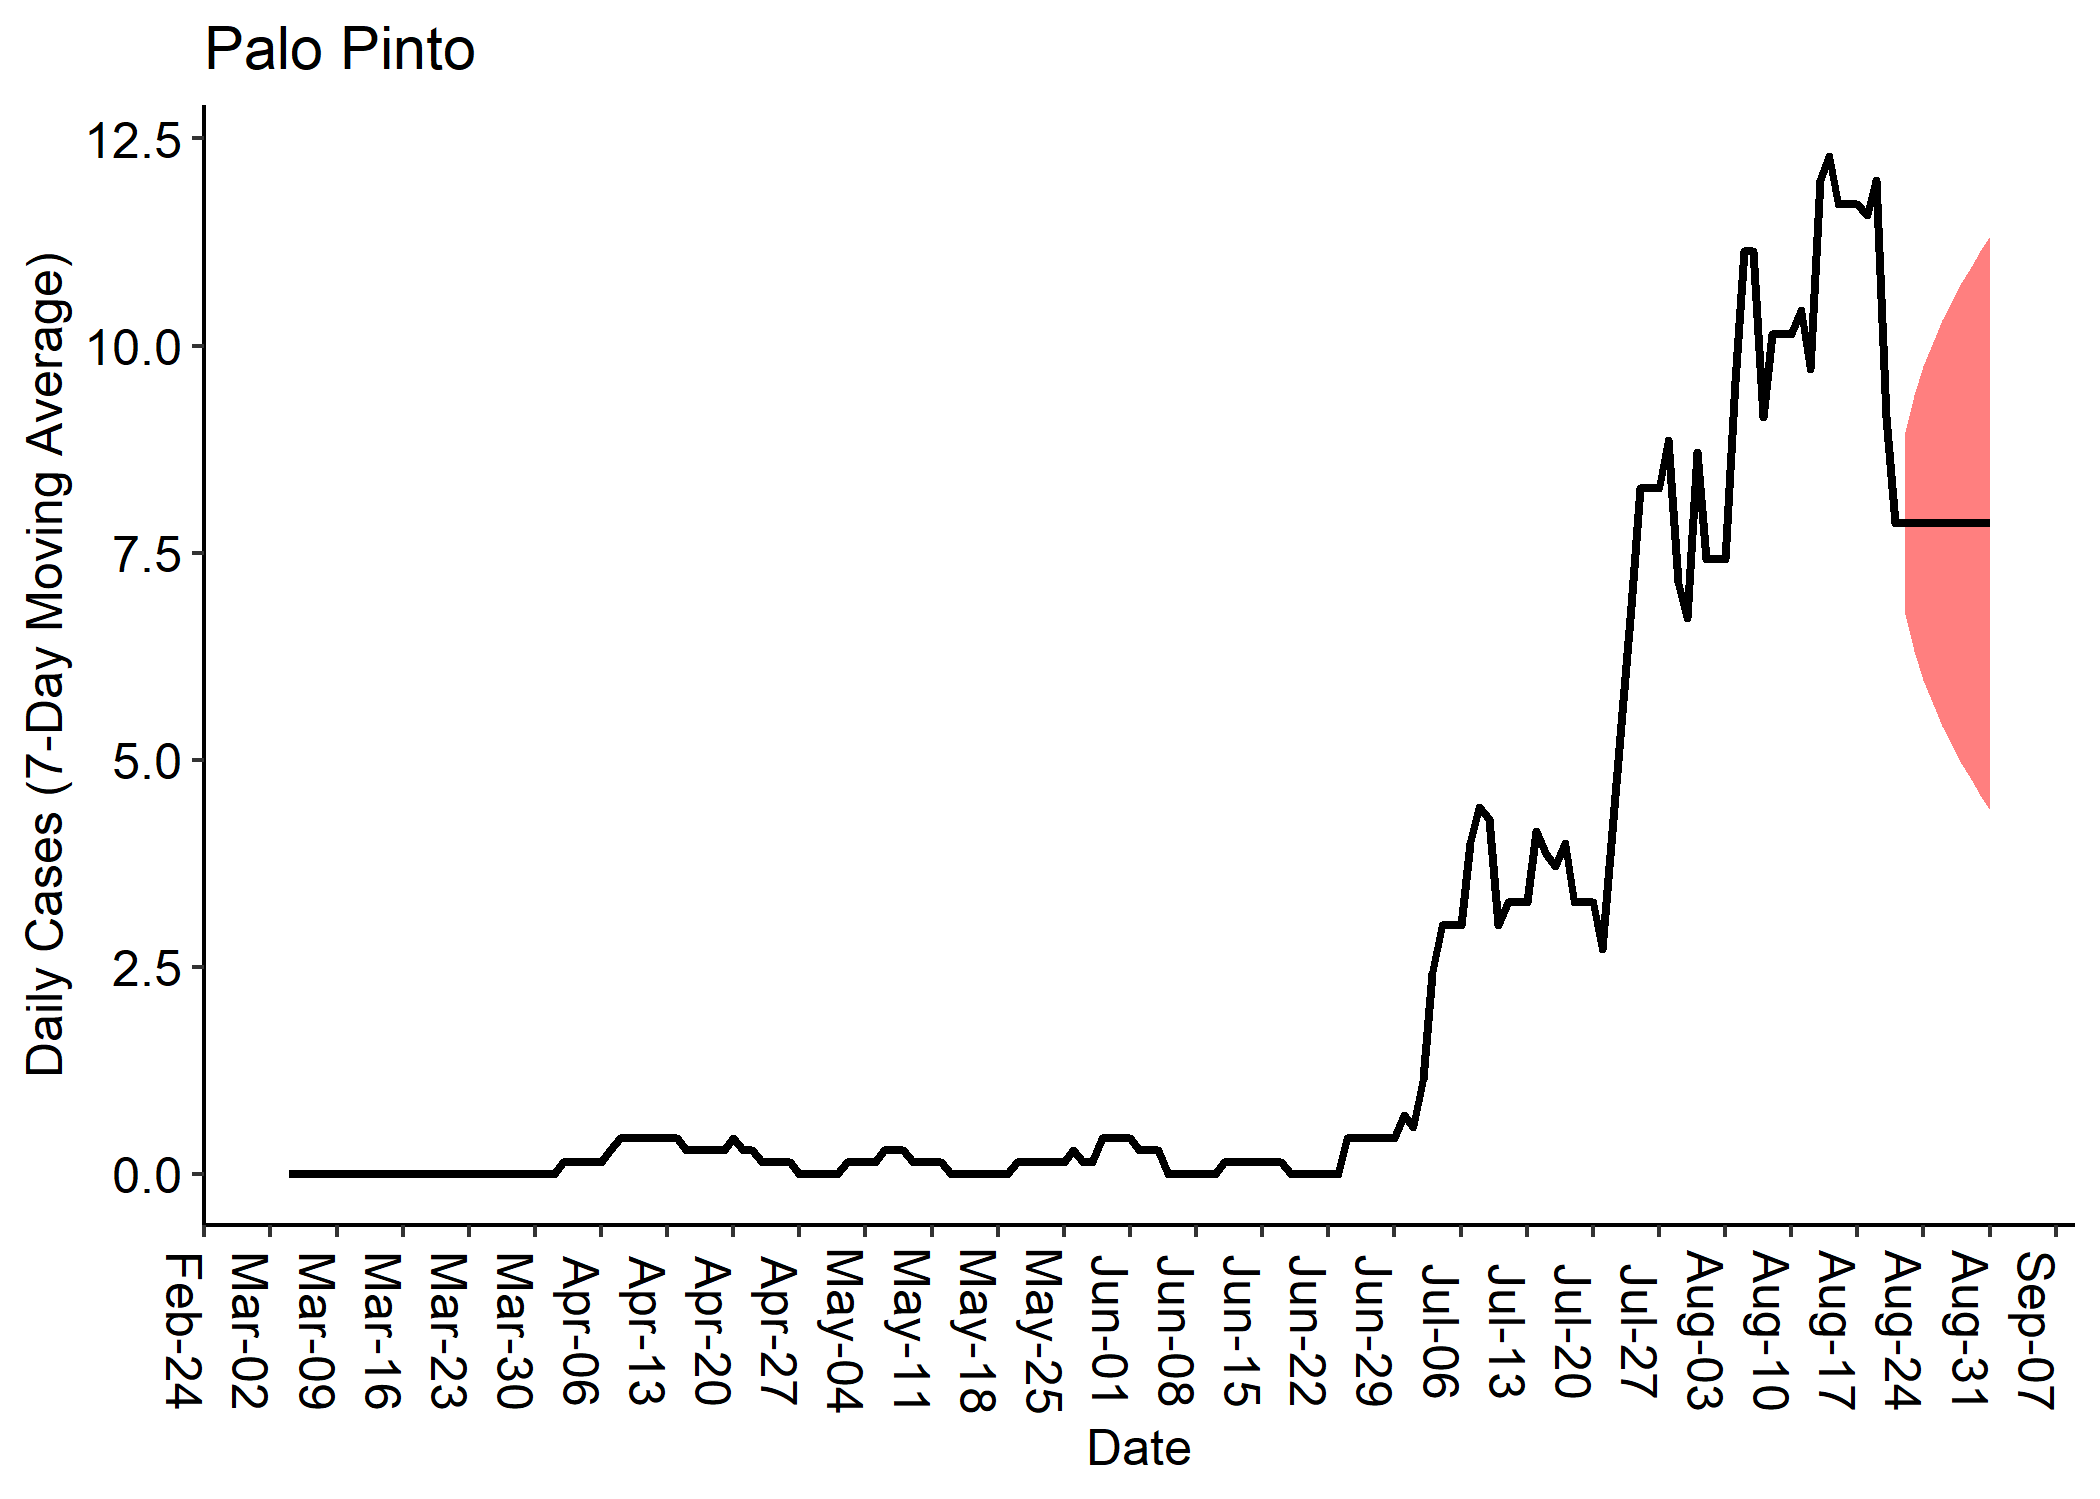 Palo Pinto
Daily Cases (7-Day Moving Average)
12.5
10.0
7.5
5.0
2.5
0.0
Feb-24
Mar-02
Mar-09
Mar-16
Mar-23
Mar-30
Apr-06
Apr-13
Apr-20
Apr-27
May-04
May-11
May-18
May-25
Jun-01
Jun-08
Jun-15
Jun-22
Jun-29
Jul-06
Jul-13
Jul-20
Jul-27
Aug-03
Aug-10
Aug-17
Aug-24
Aug-31
Sep-07
Date